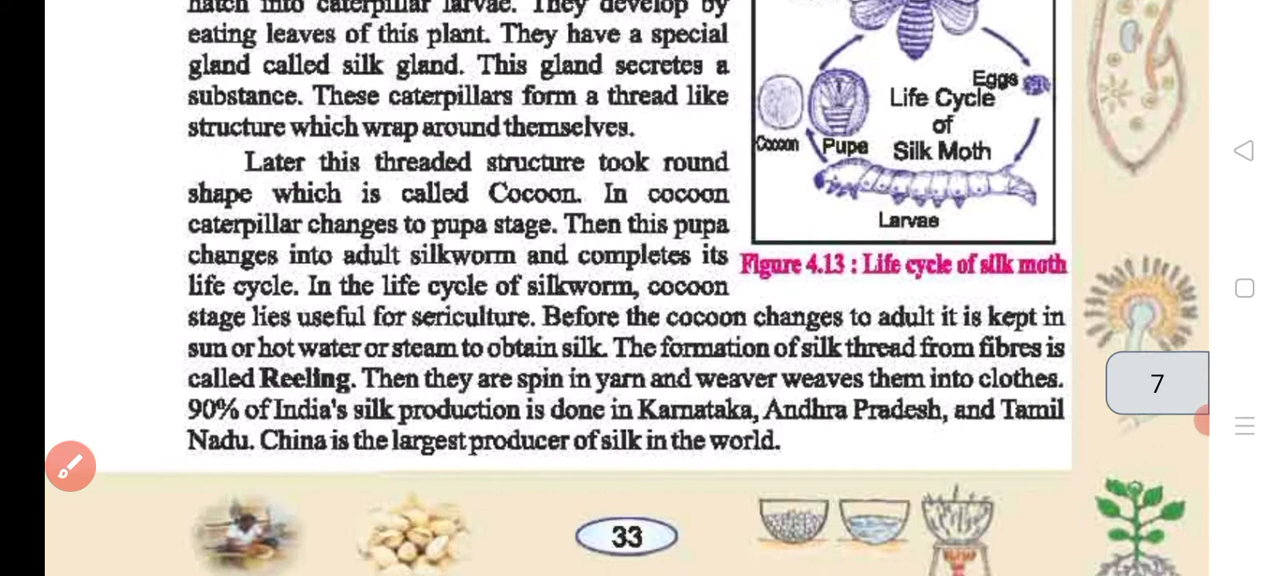 hatch into caterpillar larvae. They develop by
eating leaves of this plant. They have a special
gland called silk gland. This gland secretes a
substance. These caterpillars form a thread like
structure which wrap around themselves.
Later this threaded structure took round
shape which is called Cocoon. In cocoon
caterpillar changes to pupa stage. Then this pupa
changes into adult silkworm and completes its
life cycle. In the life cycle of silkworm, cocoon
stage lies useful for sericulture. Before the cocoon changes to adult it is kept in
sun or hot water or steam to obtain silk. The formation of silk thread from fibres is
called Reeling. Then they are spin in yarn and weaver weaves them into clothes.
90% of India's silk production is done in Karnataka, Andhra Pradesh, and Tamil
Nadu. China is the largest producer of silk in the world.
Eggs
Life Cycle
of
Silk Moth
Cocoon
Pupa
Larvae
Figure 4.13 : Life cycle of silk moth
7
33